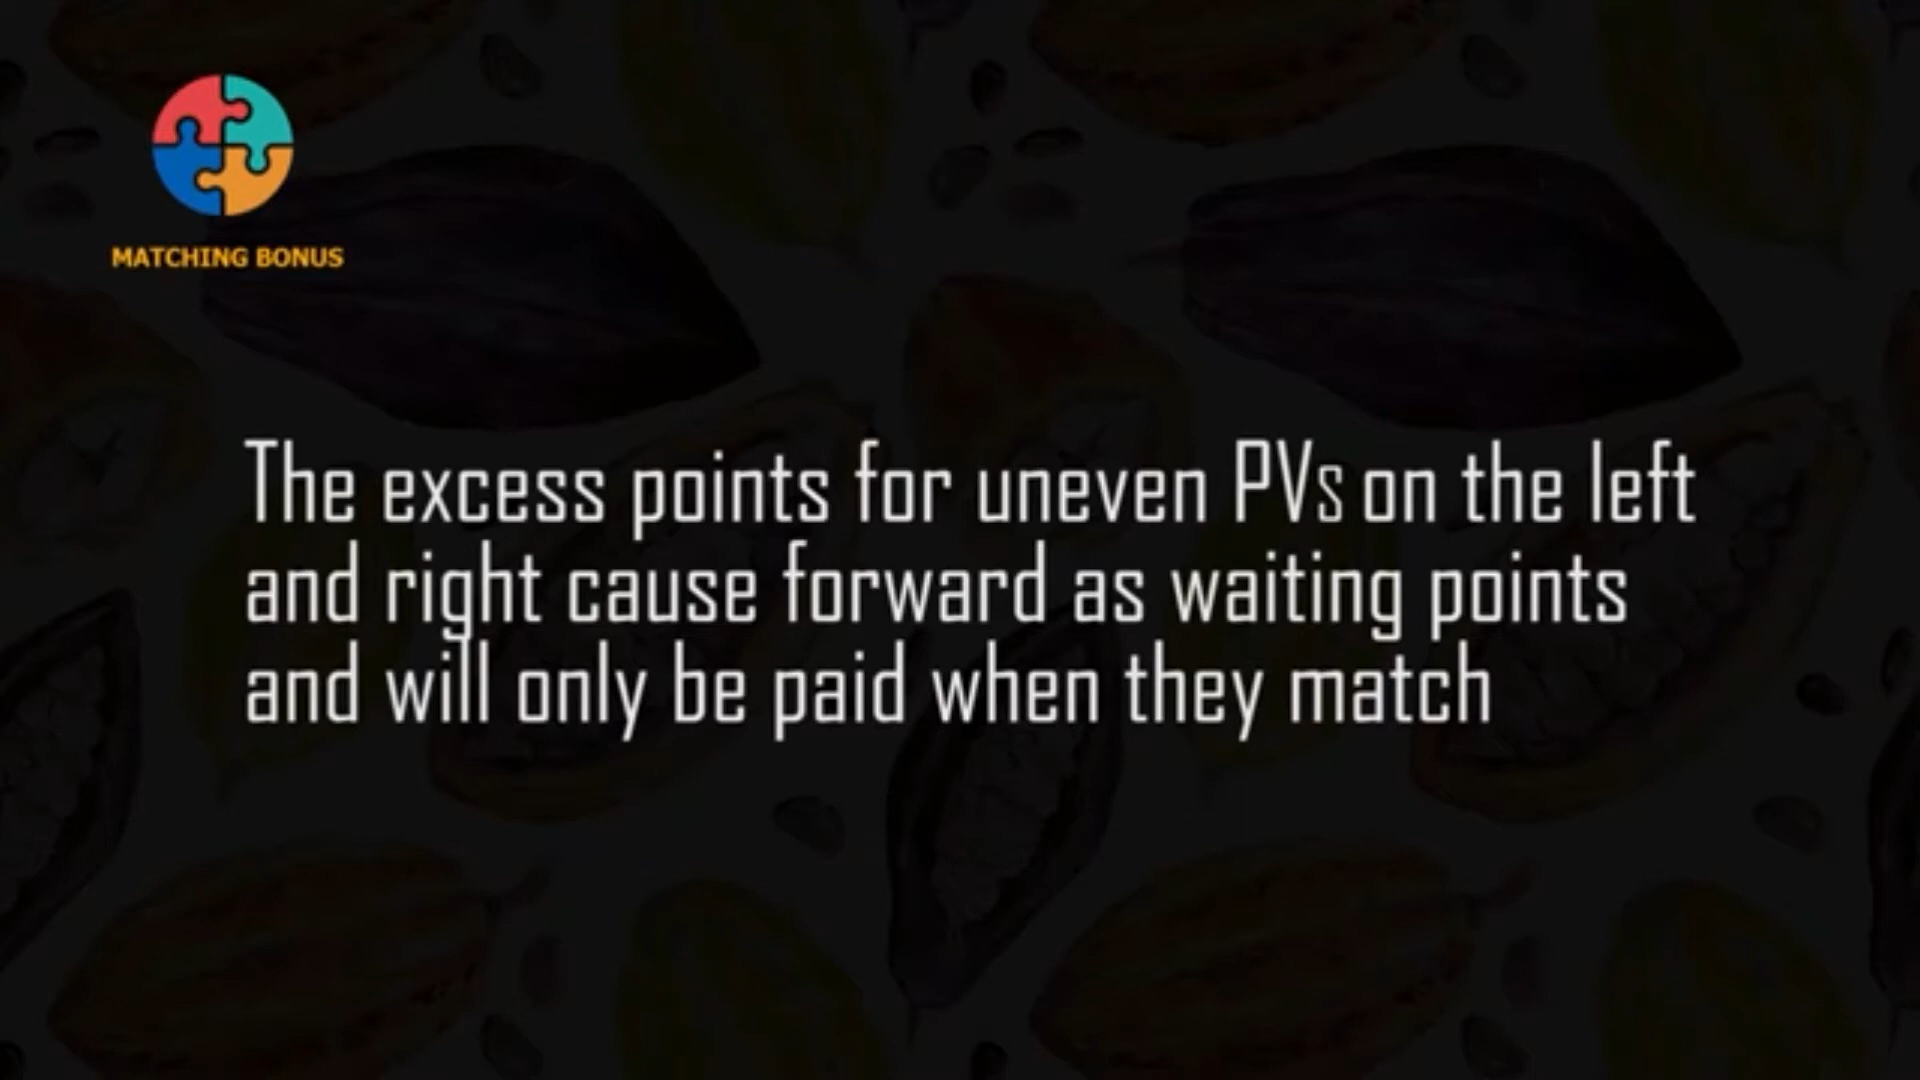 MATCHING BONUS
The excess points for uneven PVs on the left
and right cause forward as waiting points
and will only be paid when they match